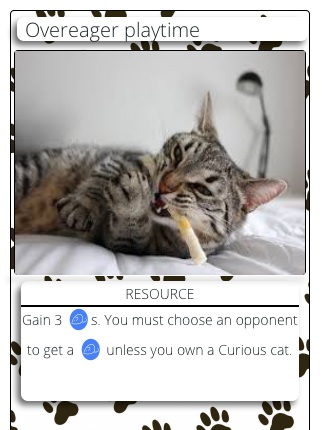 Overeager playtime
RESOURCE
Gain 3 s. You must choose an opponent
to get a unless you own a Curious cat.